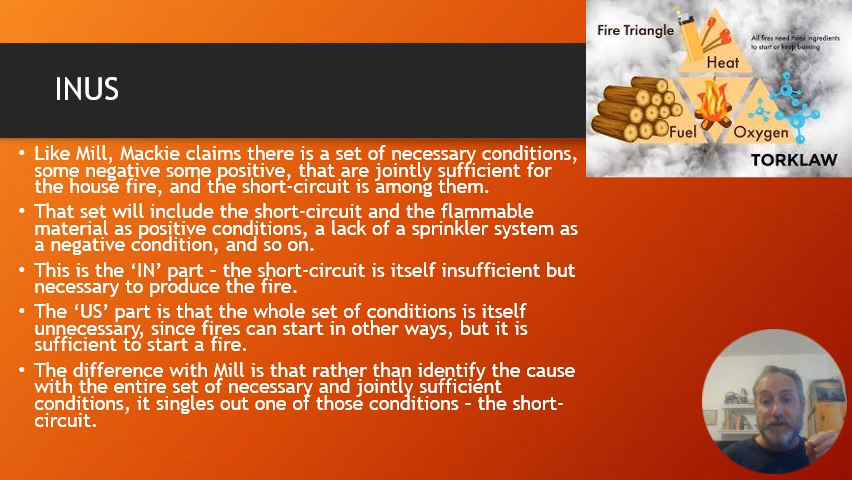 INUS
• Like Mill, Mackie claims there is a set of necessary conditions,
some negative some positive, that are jointly sufficient for
the house fire, and the short-circuit is among them.
• That set will include the short-circuit and the flammable
material as positive conditions, a lack of a sprinkler system as
a negative condition, and so on.
• This is the ‘IN’ part – the short-circuit is itself insufficient but
necessary to produce the fire.
• The ‘US’ part is that the whole set of conditions is itself
unnecessary, since fires can start in other ways, but it is
sufficient to start a fire.
• The difference with Mill is that rather than identify the cause
with the entire set of necessary and jointly sufficient
conditions, it singles out one of those conditions – the short-
circuit.
Fire Triangle
All fires need three ingredients
to start or keep burning
Heat
Fuel
Oxygen
TORKLAW